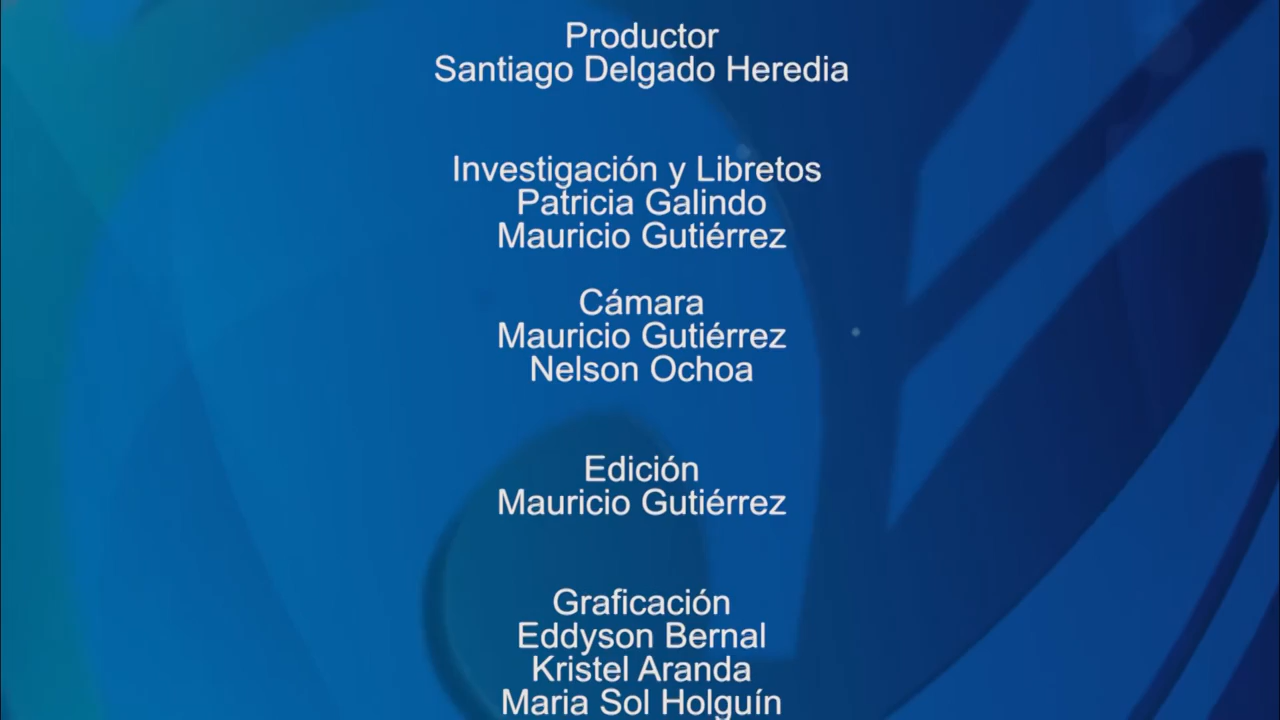 Productor
Santiago Delgado Heredia
Investigación y Libretos
Patricia Galindo
Mauricio Gutiérrez
Cámara
Mauricio Gutiérrez
Nelson Ochoa
Edición
Mauricio Gutiérrez
Graficación
Eddyson Bernal
Kristel Aranda
Maria Sol Holguín